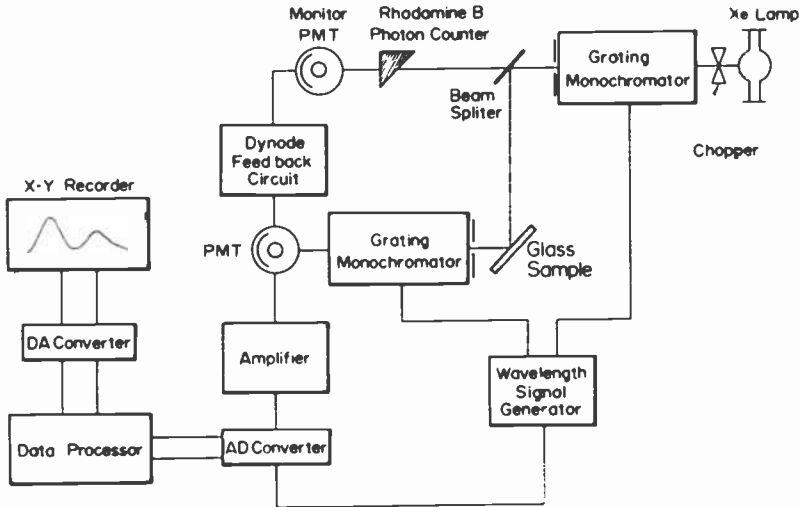 Monitor
PMT
Rhodamine B
Photon Counter
Xe Lamp
Grating
Monochromator
Beam
Spliter
Chopper
Dynode
Feed back
Circuit
X-Y Recorder
PMT
Grating
Monochromator
Glass
Sample
DA Converter
Amplifier
Wavelength
Signal
Generator
Data Processor
AD Converter